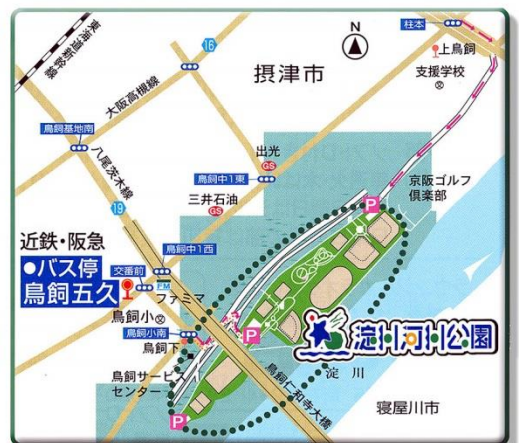 N
柱本
東海道新幹線
16
上鳥飼
摂津市
支援学校
大阪高槻線
鳥飼基地南
出光
GS
八尾茨木線
鳥飼中1東
京阪ゴルフ
倶楽部
三井石油
GS
19
P
近鉄・阪急
鳥飼中1西
●バス停
鳥飼五久
交番前
FM
ファミマ
鳥飼小
鳥飼小南
P
淀川河川公園
鳥飼下
淀川
鳥飼サービス
センター
鳥飼仁和寺大橋
寝屋川市
P